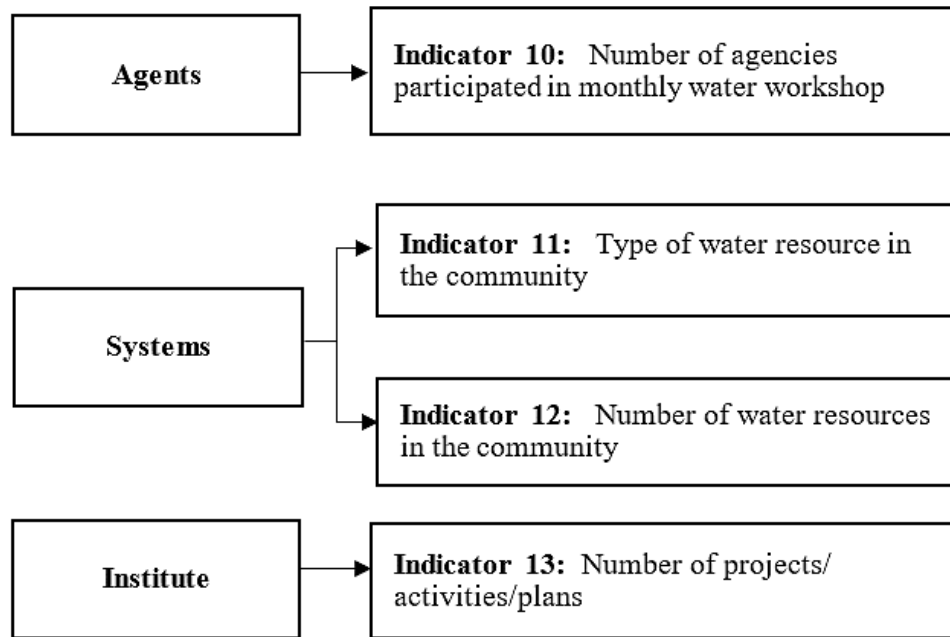 Agents
Indicator 10: Number of agencies
participated in monthly water workshop
Systems
Indicator 11: Type of water resource in
the community
Indicator 12: Number of water resources
in the community
Institute
Indicator 13: Number of projects/
activities/plans